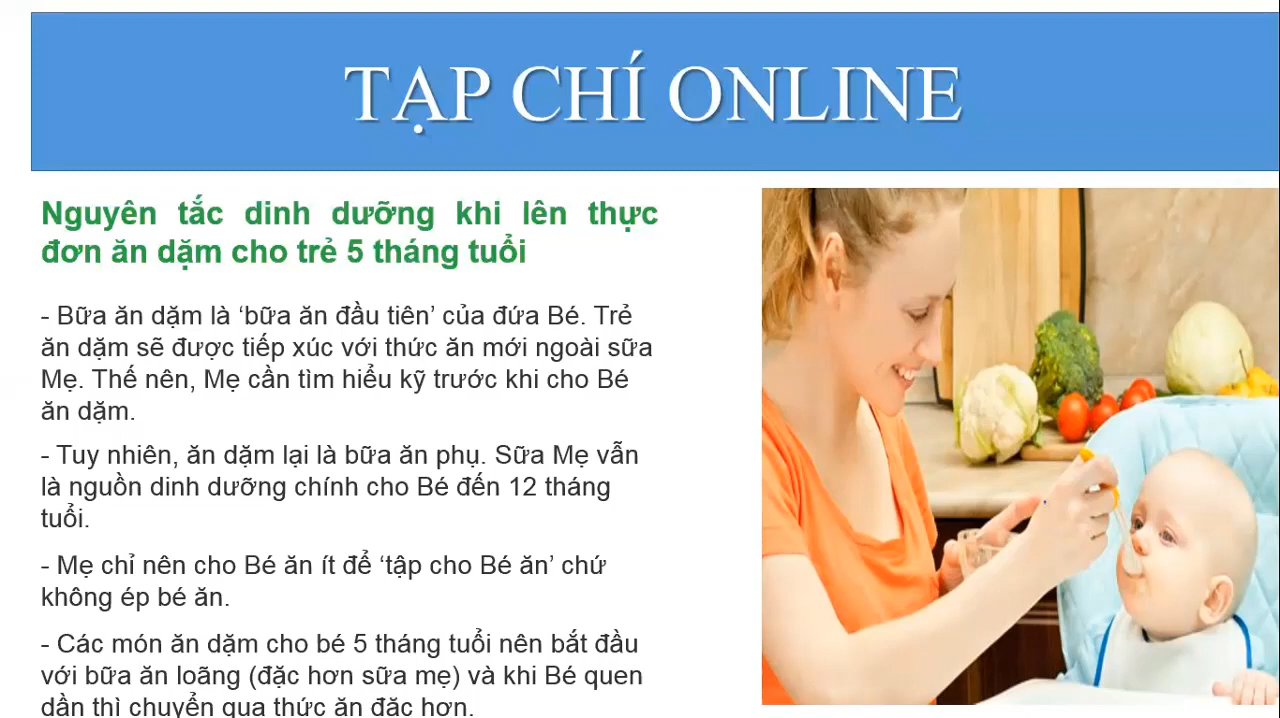 TẠP CHÍ ONLINE
Nguyên tắc dinh dưỡng khi lên thực
đơn ăn dặm cho trẻ 5 tháng tuổi
- Bữa ăn dặm là ‘bữa ăn đầu tiên’ của đứa Bé. Trẻ
ăn dặm sẽ được tiếp xúc với thức ăn mới ngoài sữa
Mẹ. Thế nên, Mẹ cần tìm hiểu kỹ trước khi cho Bé
ăn dặm.
- Tuy nhiên, ăn dặm lại là bữa ăn phụ. Sữa Mẹ vẫn
là nguồn dinh dưỡng chính cho Bé đến 12 tháng
tuổi.
- Mẹ chỉ nên cho Bé ăn ít để ‘tập cho Bé ăn’ chứ
không ép bé ăn.
- Các món ăn dặm cho bé 5 tháng tuổi nên bắt đầu
với bữa ăn loãng (đặc hơn sữa mẹ) và khi Bé quen
dần thì chuyển qua thức ăn đặc hơn.